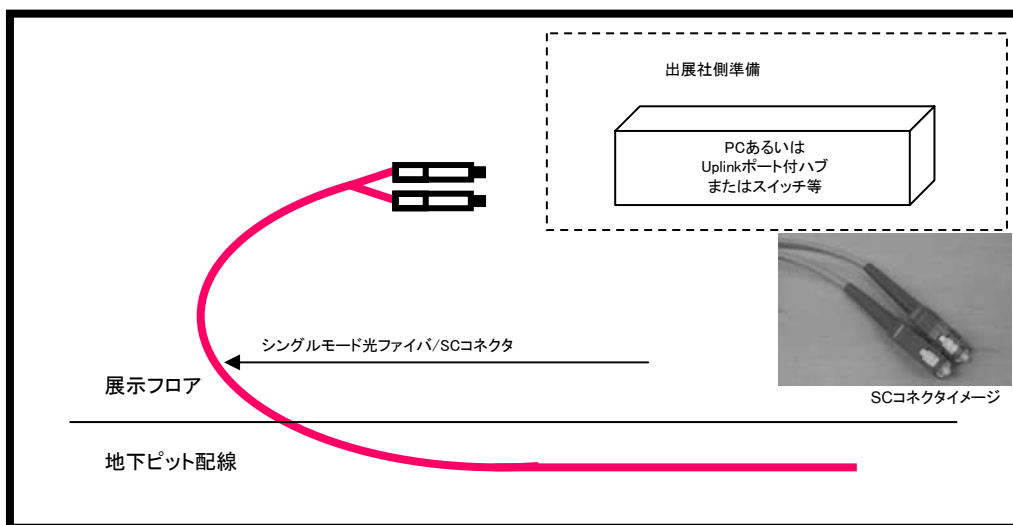 出展社側準備
PCあるいは
Uplinkポート付ハブ
またはスイッチ等
シングルモード光ファイバ/SCコネクタ
展示フロア
SCコネクタイメージ
地下ピット配線